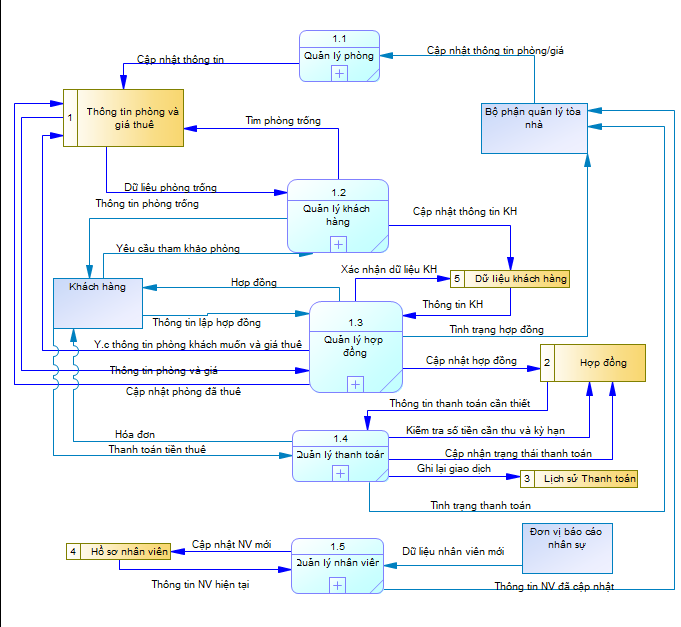 1.1
Quản lý phòng
Cập nhật thông tin
Cập nhật thông tin phòng/giá
1
Thông tin phòng và
giá thuê
Tìm phòng trống
Bộ phận quản lý tòa
nhà
Dữ liệu phòng trống
1.2
Quản lý khách
hàng
Thông tin phòng trống
Cập nhật thông tin KH
Yêu cầu tham khảo phòng
Xác nhận dữ liệu KH
5
Dữ liệu khách hàng
Khách hàng
Hợp đồng
Thông tin KH
1.3
Quản lý hợp
đồng
Thông tin lập hợp đồng
Tình trạng hợp đồng
Y.c thông tin phòng khách muốn và giá thuê
Thông tin phòng và giá
Cập nhật hợp đồng
2
Hợp đồng
Cập nhật phòng đã thuê
Thông tin thanh toán cần thiết
Hóa đơn
1.4
Quản lý thanh toán
Kiểm tra số tiền cần thu và kỳ hạn
Thanh toán tiền thuê
Cập nhận trạng thái thanh toán
Ghi lại giao dịch
3
Lịch sử Thanh toán
Tình trạng thanh toán
1.5
Quản lý nhân viên
Cập nhật NV mới
4
Hồ sơ nhân viên
Dữ liệu nhân viên mới
Đơn vị báo cáo
nhân sự
Thông tin NV hiện tại
Thông tin NV đã cập nhật